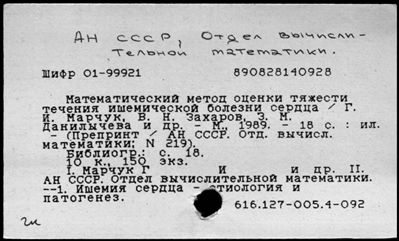 АН СССР, Отдел вычисли-
тельной математики.
Шифр 01-99921 890828140928
Математический метод оценки тяжести
течения ишемической болезни сердца / Г.
И. Марчук, В. Н. Захаров, З. М.
Данилычева и др. - М., 1989. - 18 с. : ил.
- (Препринт / АН СССР. Отд. вычисл.
математики; N 219).
Библиогр.: с. 18.
10 к., 150 экз.
I. Марчук Г И и др. II.
АН СССР. Отдел вычислительной математики.
--1. Ишемия сердца - этиология и
патогенез.
616.127-005.4-092